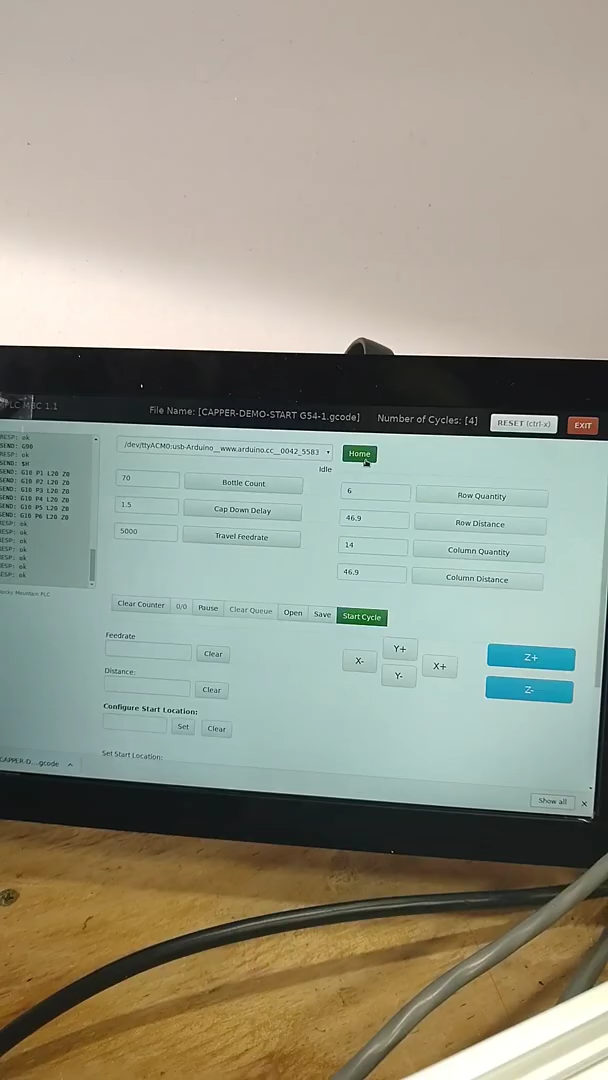 PLC MBC 1.1
File Name: [CAPPER-DEMO-START G54-1.gcode]
Number of Cycles: [4]
RESET (ctrl-x)
EXIT
RESP: ok
SEND: G90
RESP: ok
SEND: $H
SEND: G10 P1 L20 Z0
SEND: G10 P2 L20 Z0
SEND: G10 P3 L20 Z0
SEND: G10 P4 L20 Z0
SEND: G10 P5 L20 Z0
SEND: G10 P6 L20 Z0
RESP: ok
RESP: ok
RESP: ok
RESP: ok
RESP: ok
RESP: ok
RESP: ok
Rocky Mountain PLC
/dev/ttyACM0:usb-Arduino__www.arduino.cc__0042_5583
Home
Idle
70 Bottle Count
1.5 Cap Down Delay
5000 Travel Feedrate
6 Row Quantity
46.9 Row Distance
14 Column Quantity
46.9 Column Distance
Clear Counter 0/0 Pause Clear Queue Open Save Start Cycle
Feedrate
Clear
Distance:
Clear
Configure Start Location:
Set Clear
Set Start Location:
Y+
X- X+
Y-
Z+
Z-
CAPPER-D....gcode
Show all